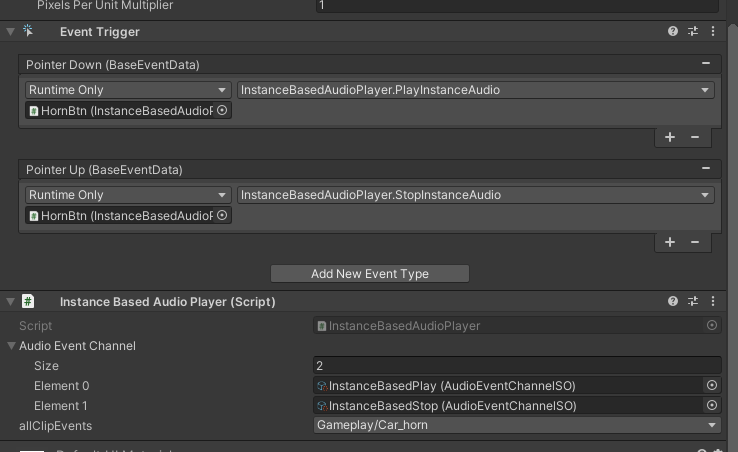 Pixels Per Unit Multiplier 1
Event Trigger
Pointer Down (BaseEventData)
Runtime Only InstanceBasedAudioPlayer.PlayInstanceAudio
HornBtn (InstanceBasedAudioP
Pointer Up (BaseEventData)
Runtime Only InstanceBasedAudioPlayer.StopInstanceAudio
HornBtn (InstanceBasedAudioP
Add New Event Type
Instance Based Audio Player (Script)
Script InstanceBasedAudioPlayer
Audio Event Channel
Size 2
Element 0 InstanceBasedPlay (AudioEventChannelSO)
Element 1 InstanceBasedStop (AudioEventChannelSO)
allClipEvents Gameplay/Car_horn